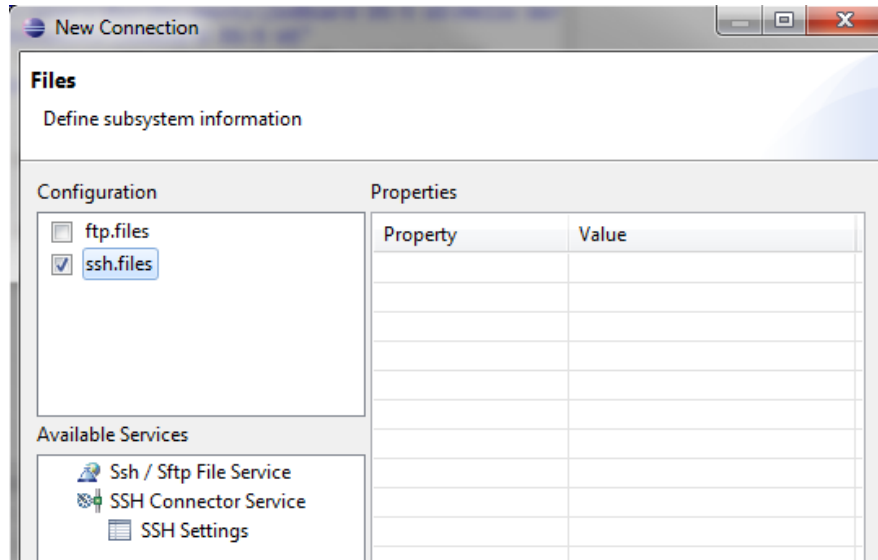 New Connection
Files
Define subsystem information
Configuration
ftp.files
ssh.files
Available Services
Ssh / Sftp File Service
SSH Connector Service
SSH Settings
Properties
Property Value